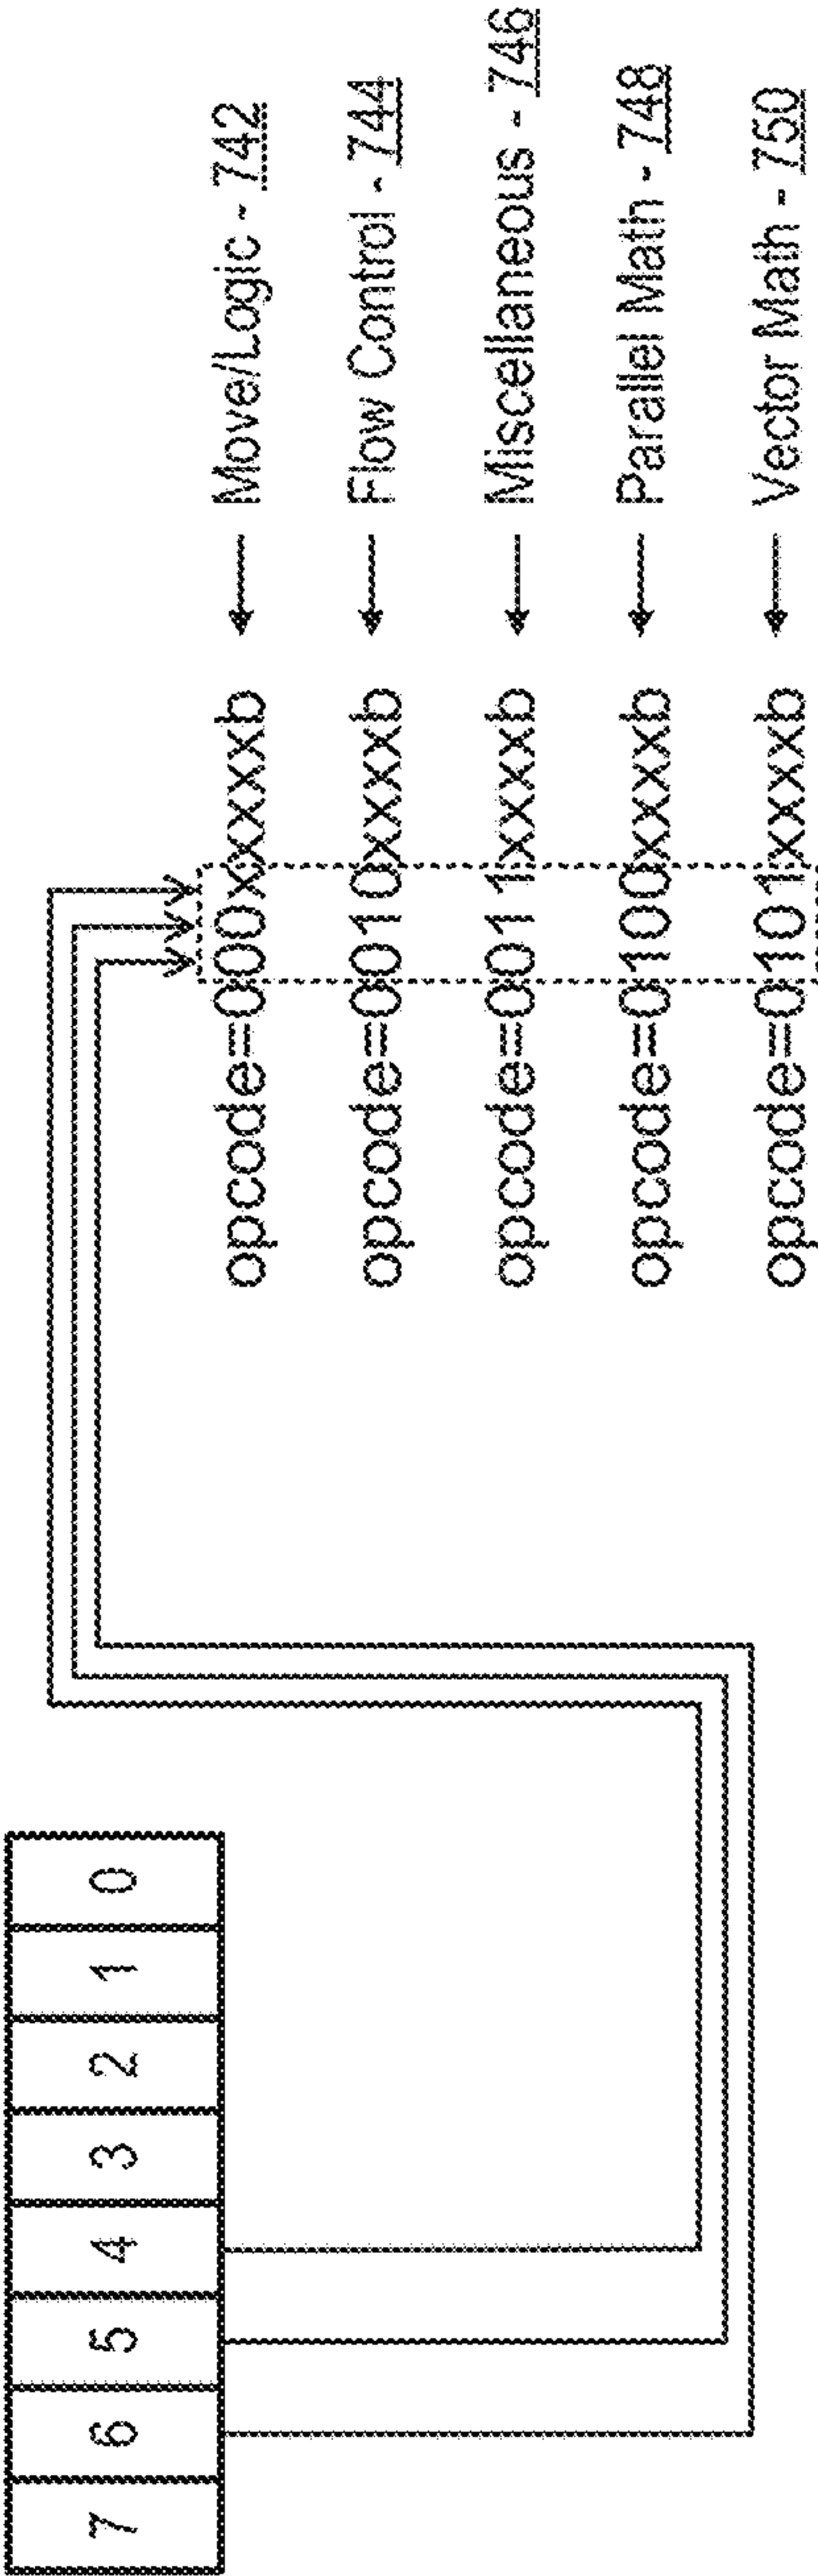 7 6 5 4 3 2 1 0
opcode=000xxxxxb ← Move/Logic - 742
opcode=0010xxxxb ← Flow Control - 744
opcode=0011xxxxb ← Miscellaneous - 746
opcode=0100xxxxb ← Parallel Math - 748
opcode=0101xxxxb ← Vector Math - 750